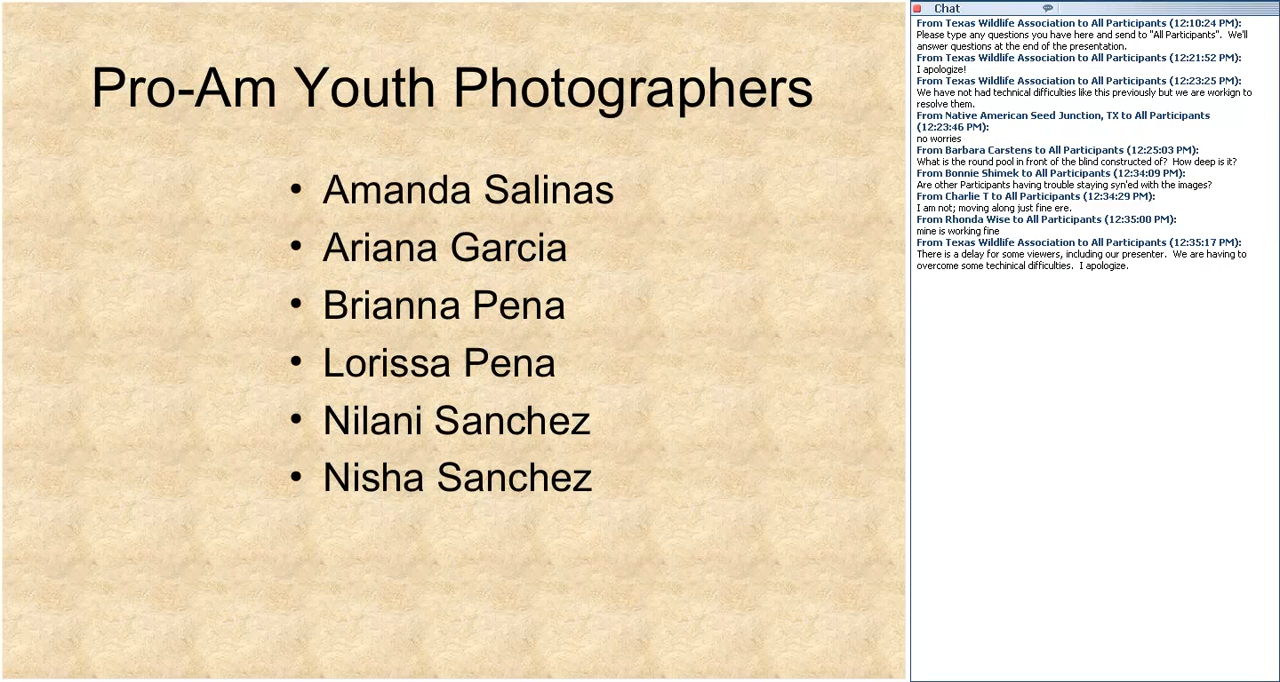 Pro-Am Youth Photographers
• Amanda Salinas
• Ariana Garcia
• Brianna Pena
• Lorissa Pena
• Nilani Sanchez
• Nisha Sanchez
Chat
From Texas Wildlife Association to All Participants (12:10:24 PM):
Please type any questions you have here and send to "All Participants". We'll
answer questions at the end of the presentation.
From Texas Wildlife Association to All Participants (12:21:52 PM):
I apologize!
From Texas Wildlife Association to All Participants (12:23:25 PM):
We have not had technical difficulties like this previously but we are workign to
resolve them.
From Native American Seed Junction, TX to All Participants
(12:23:46 PM):
no worries
From Barbara Carstens to All Participants (12:25:03 PM):
What is the round pool in front of the blind constructed of? How deep is it?
From Bonnie Shimek to All Participants (12:34:09 PM):
Are other Participants having trouble staying syn'ed with the images?
From Charlie T to All Participants (12:34:29 PM):
I am not; moving along just fine ere.
From Rhonda Wise to All Participants (12:35:00 PM):
mine is working fine
From Texas Wildlife Association to All Participants (12:35:17 PM):
There is a delay for some viewers, including our presenter. We are having to
overcome some techinical difficulties. I apologize.